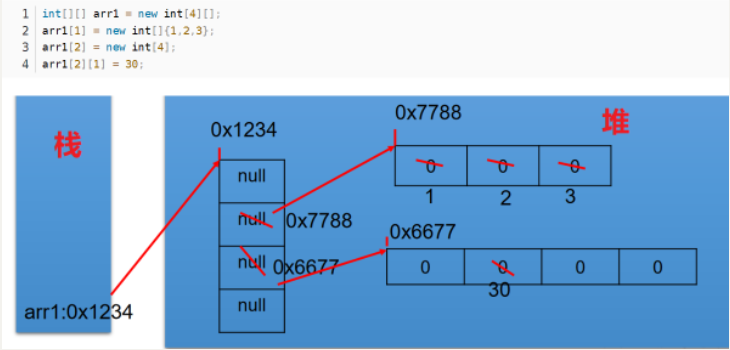 1 int[][] arr1 = new int[4][];
2 arr1[1] = new int[]{1,2,3};
3 arr1[2] = new int[4];
4 arr1[2][1] = 30;
栈
堆
0x1234
0x7788
null
0 0 0
1 2 3
null 0x7788
0x6677
null 0x6677
0 0 0 0
30
null
arr1:0x1234